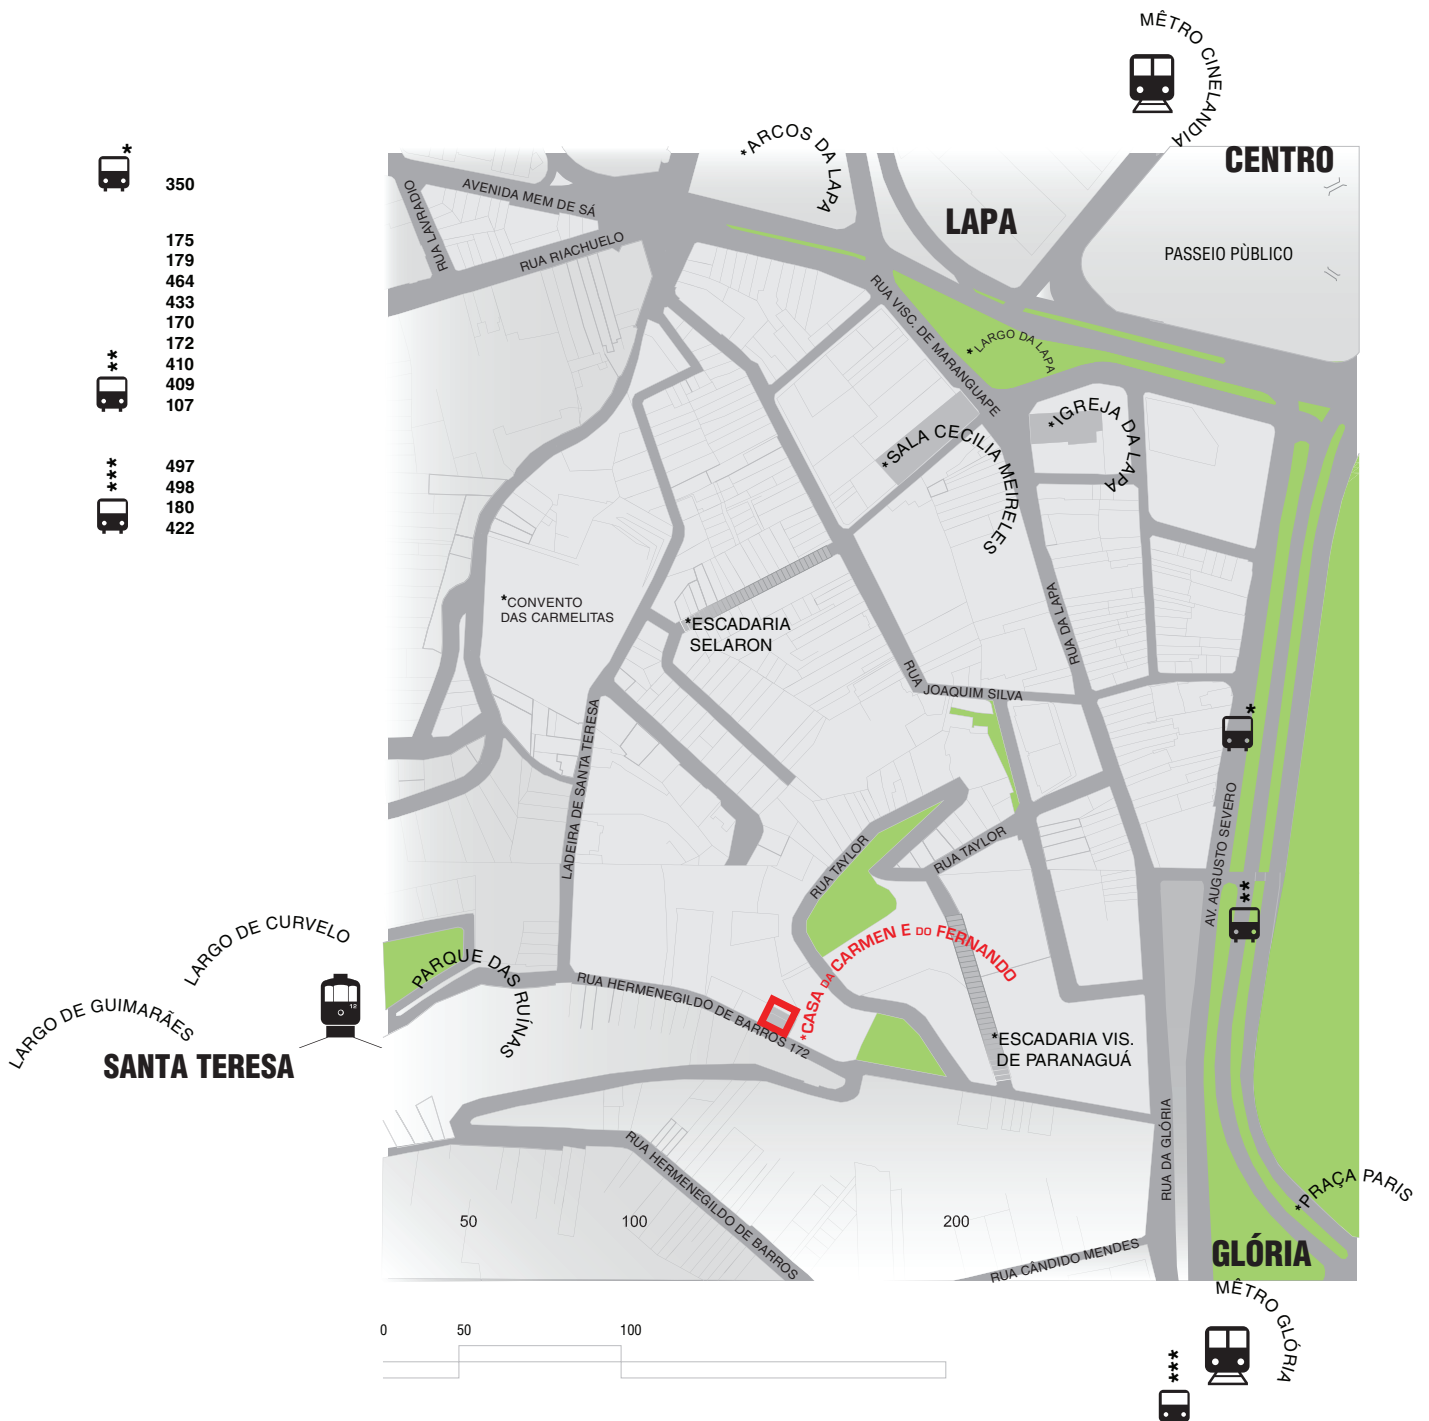 MÊTRO CINELANDIA
CENTRO
*ARCOS DA LAPA
LAPA
PASSEIO PÙBLICO
*
350
175
179
464
433
170
172
**
410
409
107
***
497
498
180
422
RUA LAVRADIO
AVENIDA MEM DE SÁ
RUA RIACHUELO
RUA VISC. DE MARANGUAPE
*LARGO DA LAPA
*IGREJA DA LAPA
*SALA CECILIA MEIRELES
*CONVENTO
DAS CARMELITAS
*ESCADARIA
SELARON
RUA DA LAPA
RUA
JOAQUIM SILVA
*
LADEIRA DE SANTA TERESA
RUA TAYLOR
RUA TAYLOR
AV. AUGUSTO SEVERO
**
LARGO DE CURVELO
LARGO DE GUIMARÃES
12
SANTA TERESA
PARQUE DAS RUÍNAS
RUA HERMENEGILDO DE BARROS 172
*CASA DA CARMEN E DO FERNANDO
*ESCADARIA VIS.
DE PARANAGUÁ
RUA DA GLÓRIA
RUA HERMENEGILDO DE BARROS
*PRAÇA PARIS
50
100
200
RUA CÂNDIDO MENDES
GLÓRIA
MÊTRO GLÓRIA
0
50
100
***